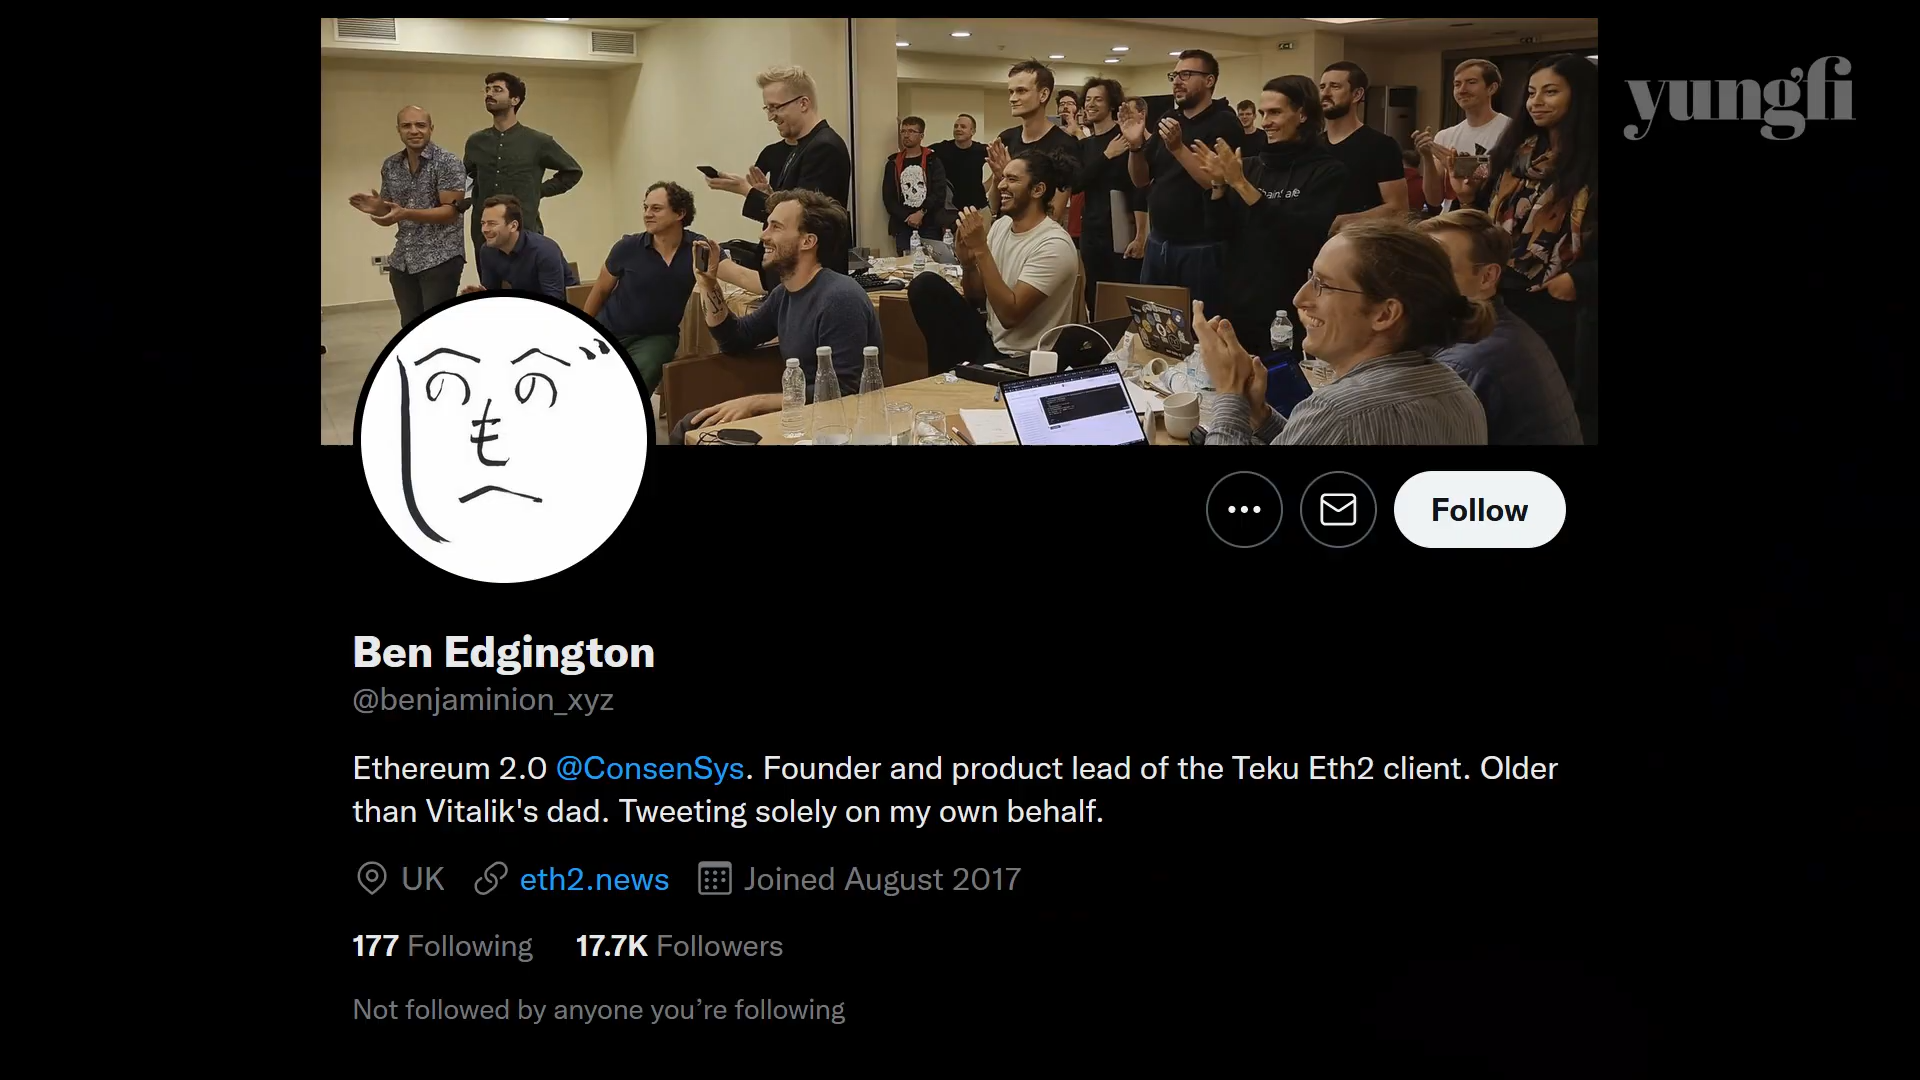 yungfi
Follow
Ben Edgington
@benjaminion_xyz
Ethereum 2.0 @ConsenSys. Founder and product lead of the Teku Eth2 client. Older
than Vitalik's dad. Tweeting solely on my own behalf.
UK eth2.news Joined August 2017
177 Following 17.7K Followers
Not followed by anyone you’re following